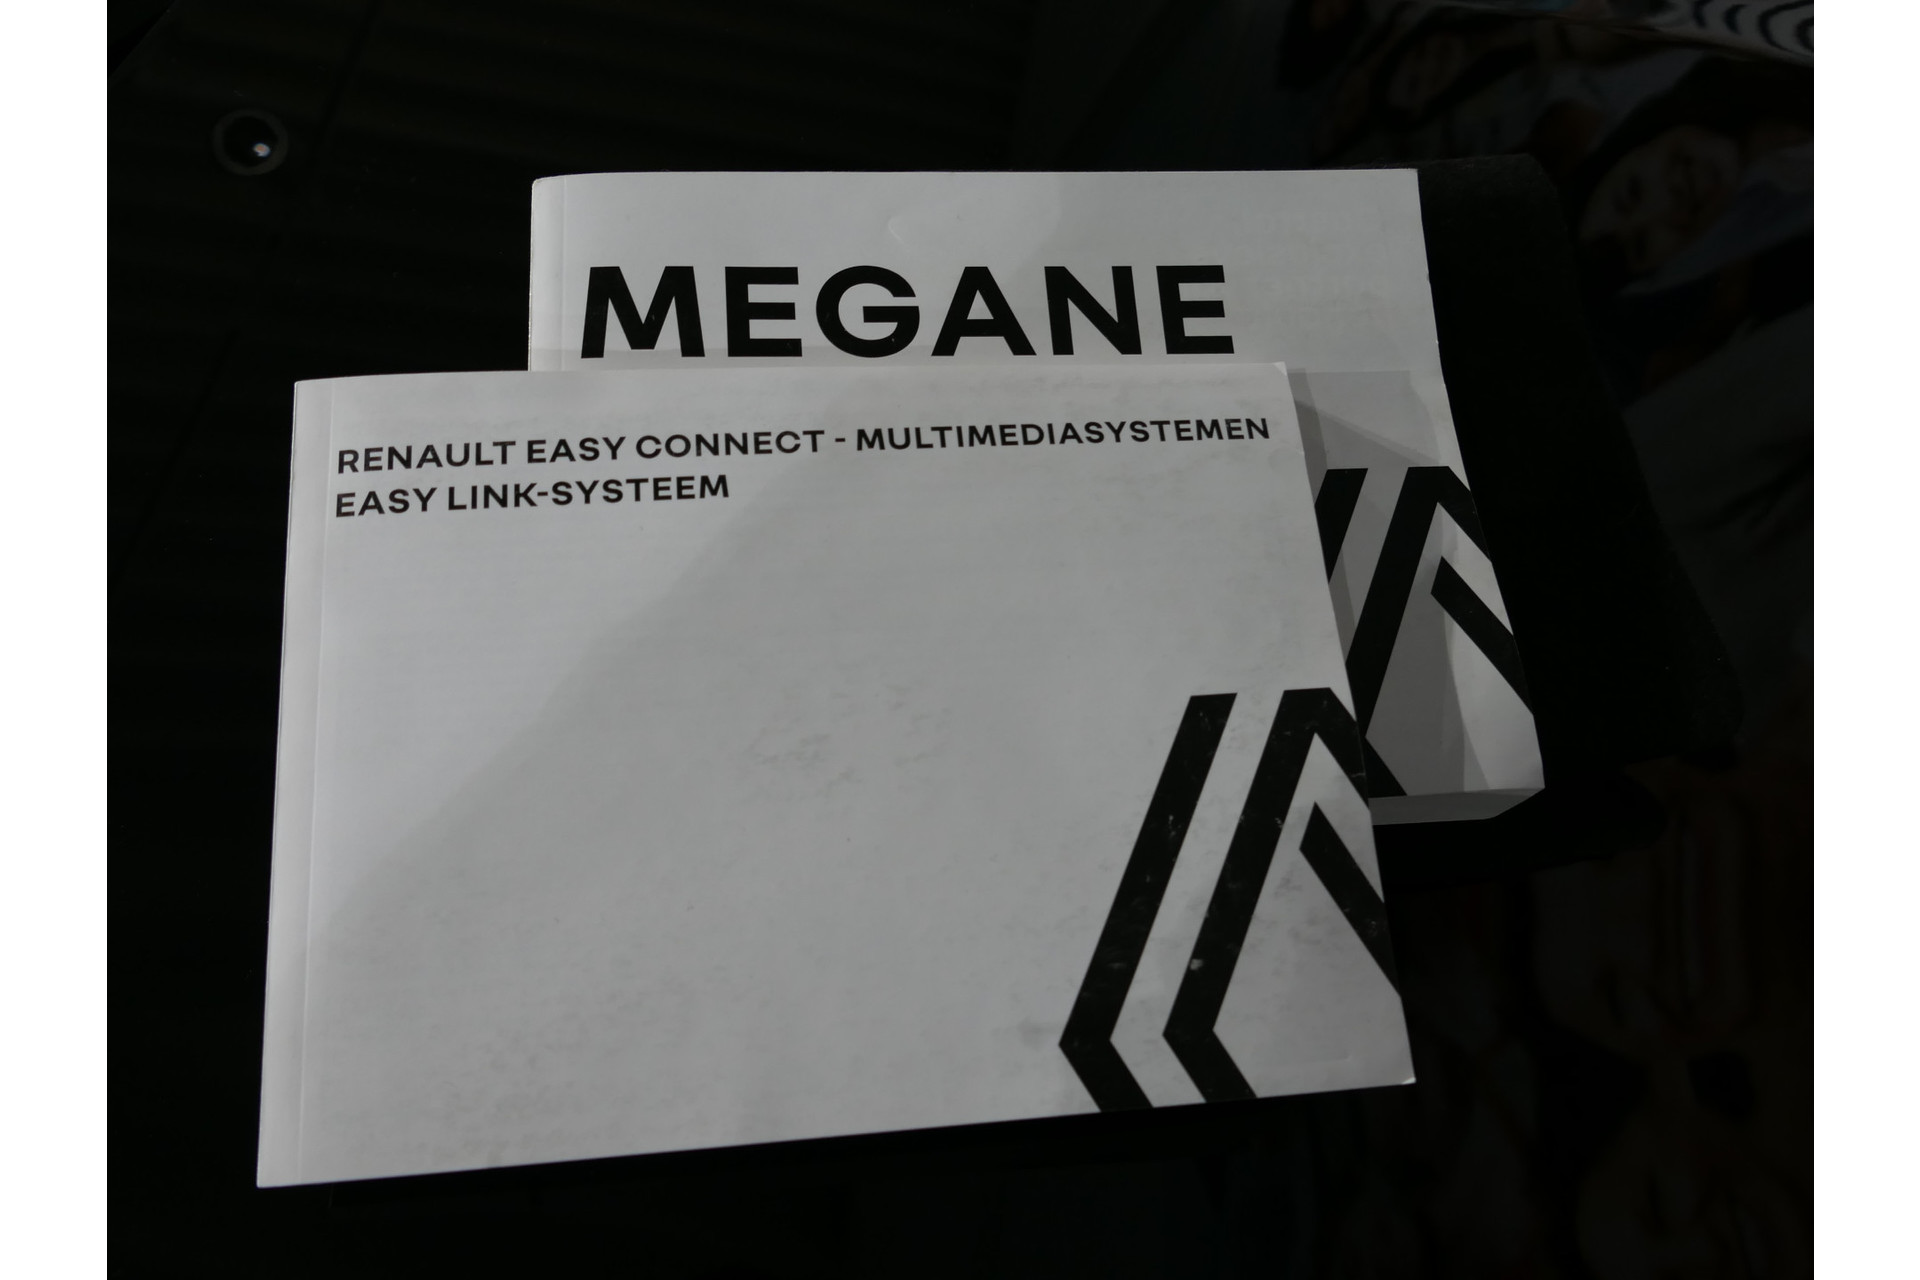 MEGANE
RENAULT EASY CONNECT - MULTIMEDIASYSTEMEN
EASY LINK-SYSTEEM